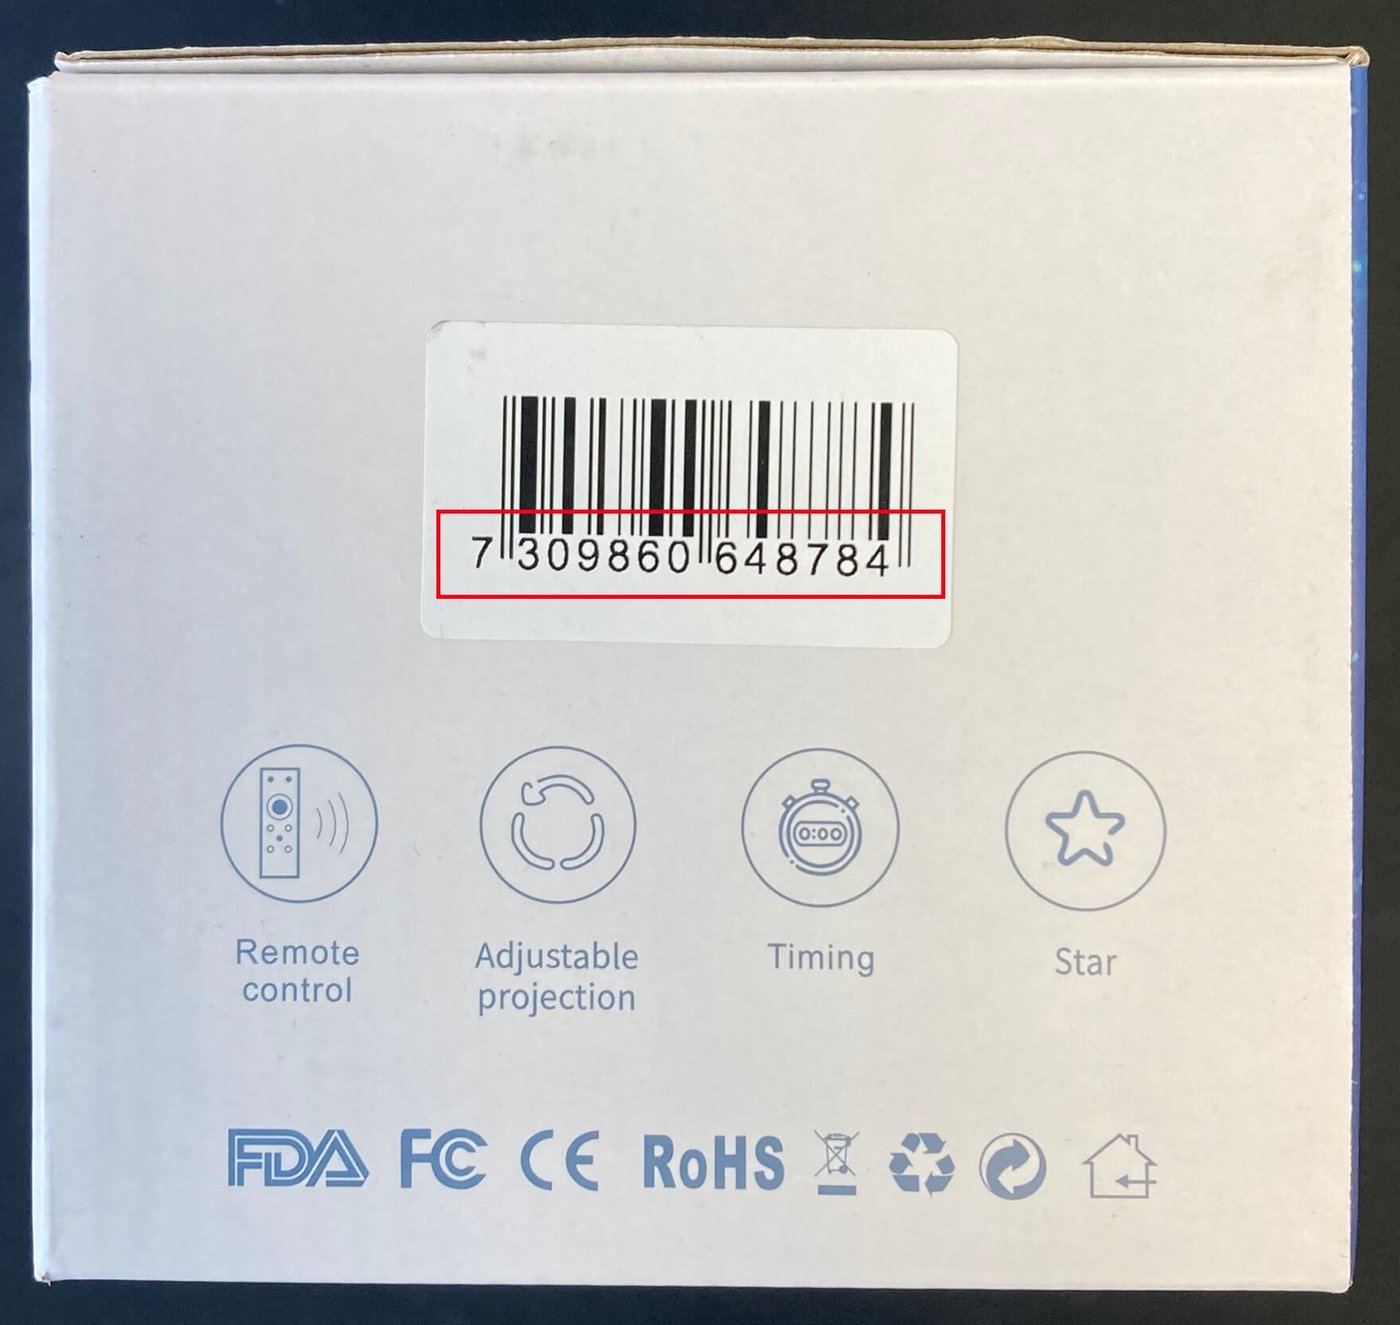 7 309860 648784
0:00
Remote control
Adjustable projection
Timing
Star
FDA FC CE RoHS